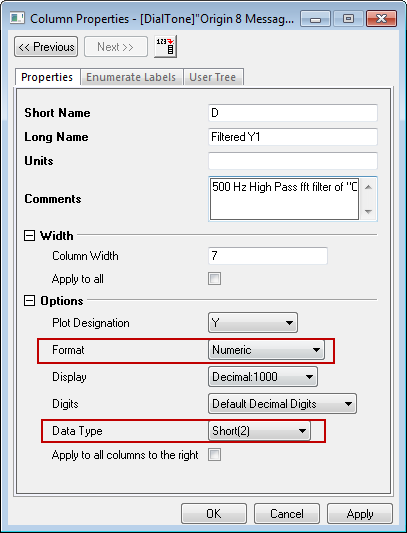 Column Properties - [DialTone]"Origin 8 Messag...
<< Previous
Next >>
123
Properties
Enumerate Labels
User Tree
Short Name D
Long Name Filtered Y1
Units
Comments 500 Hz High Pass fft filter of "C
Width
Column Width 7
Apply to all
Options
Plot Designation Y
Format Numeric
Display Decimal:1000
Digits Default Decimal Digits
Data Type Short(2)
Apply to all columns to the right
OK
Cancel
Apply